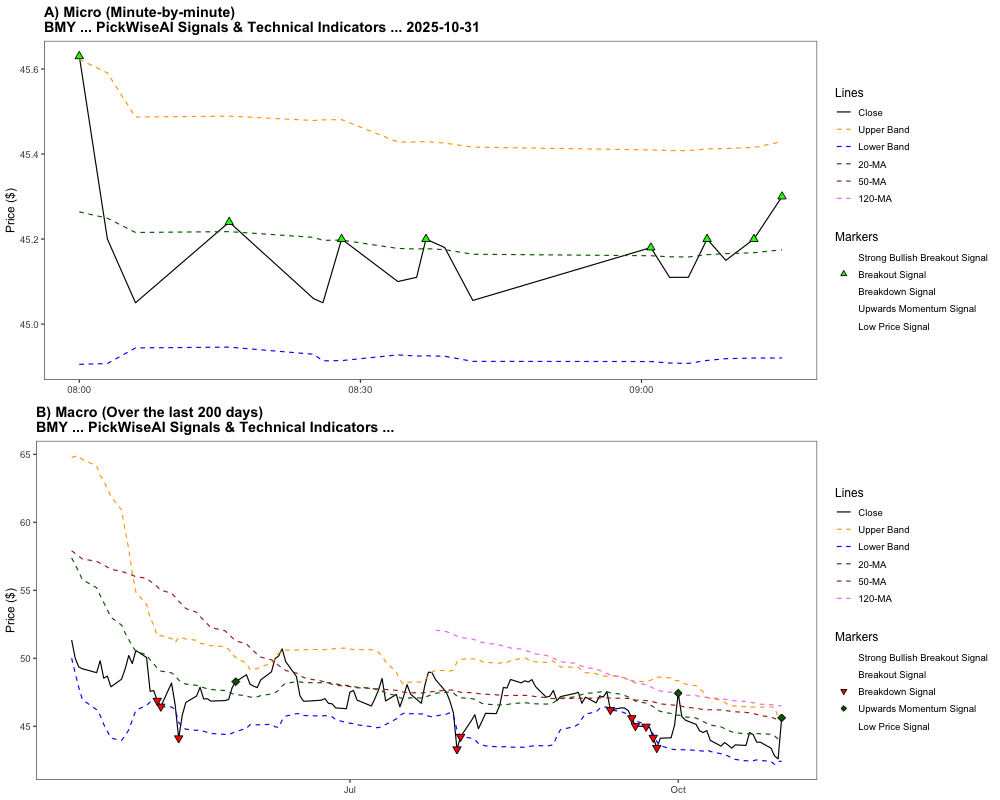 A) Micro (Minute-by-minute)
BMY ... PickWiseAI Signals & Technical Indicators ... 2025-10-31
Price ($)
45.6
45.4
45.2
45.0
08:00
08:30
09:00
Lines
Close
Upper Band
Lower Band
20-MA
50-MA
120-MA
Markers
Strong Bullish Breakout Signal
Breakout Signal
Breakdown Signal
Upwards Momentum Signal
Low Price Signal
B) Macro (Over the last 200 days)
BMY ... PickWiseAI Signals & Technical Indicators ...
Price ($)
65
60
55
50
45
Jul
Oct
Lines
Close
Upper Band
Lower Band
20-MA
50-MA
120-MA
Markers
Strong Bullish Breakout Signal
Breakout Signal
Breakdown Signal
Upwards Momentum Signal
Low Price Signal